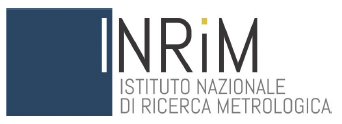 INRiM
ISTITUTO NAZIONALE
DI RICERCA METROLOGICA